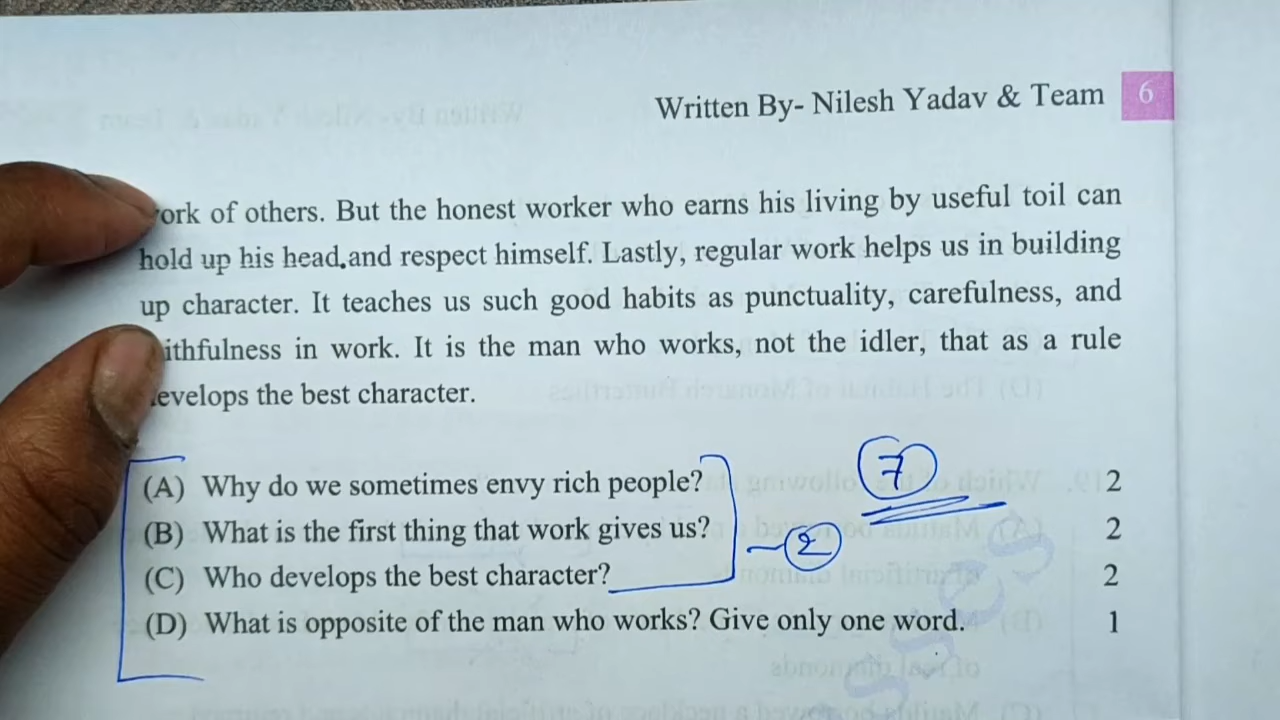 Written By- Nilesh Yadav & Team 6
ork of others. But the honest worker who earns his living by useful toil can
hold up his head,and respect himself. Lastly, regular work helps us in building
up character. It teaches us such good habits as punctuality, carefulness, and
ithfulness in work. It is the man who works, not the idler, that as a rule
evelops the best character.
(A) Why do we sometimes envy rich people? 2
(B) What is the first thing that work gives us? 2
(C) Who develops the best character? 2
(D) What is opposite of the man who works? Give only one word. 1
7
-2